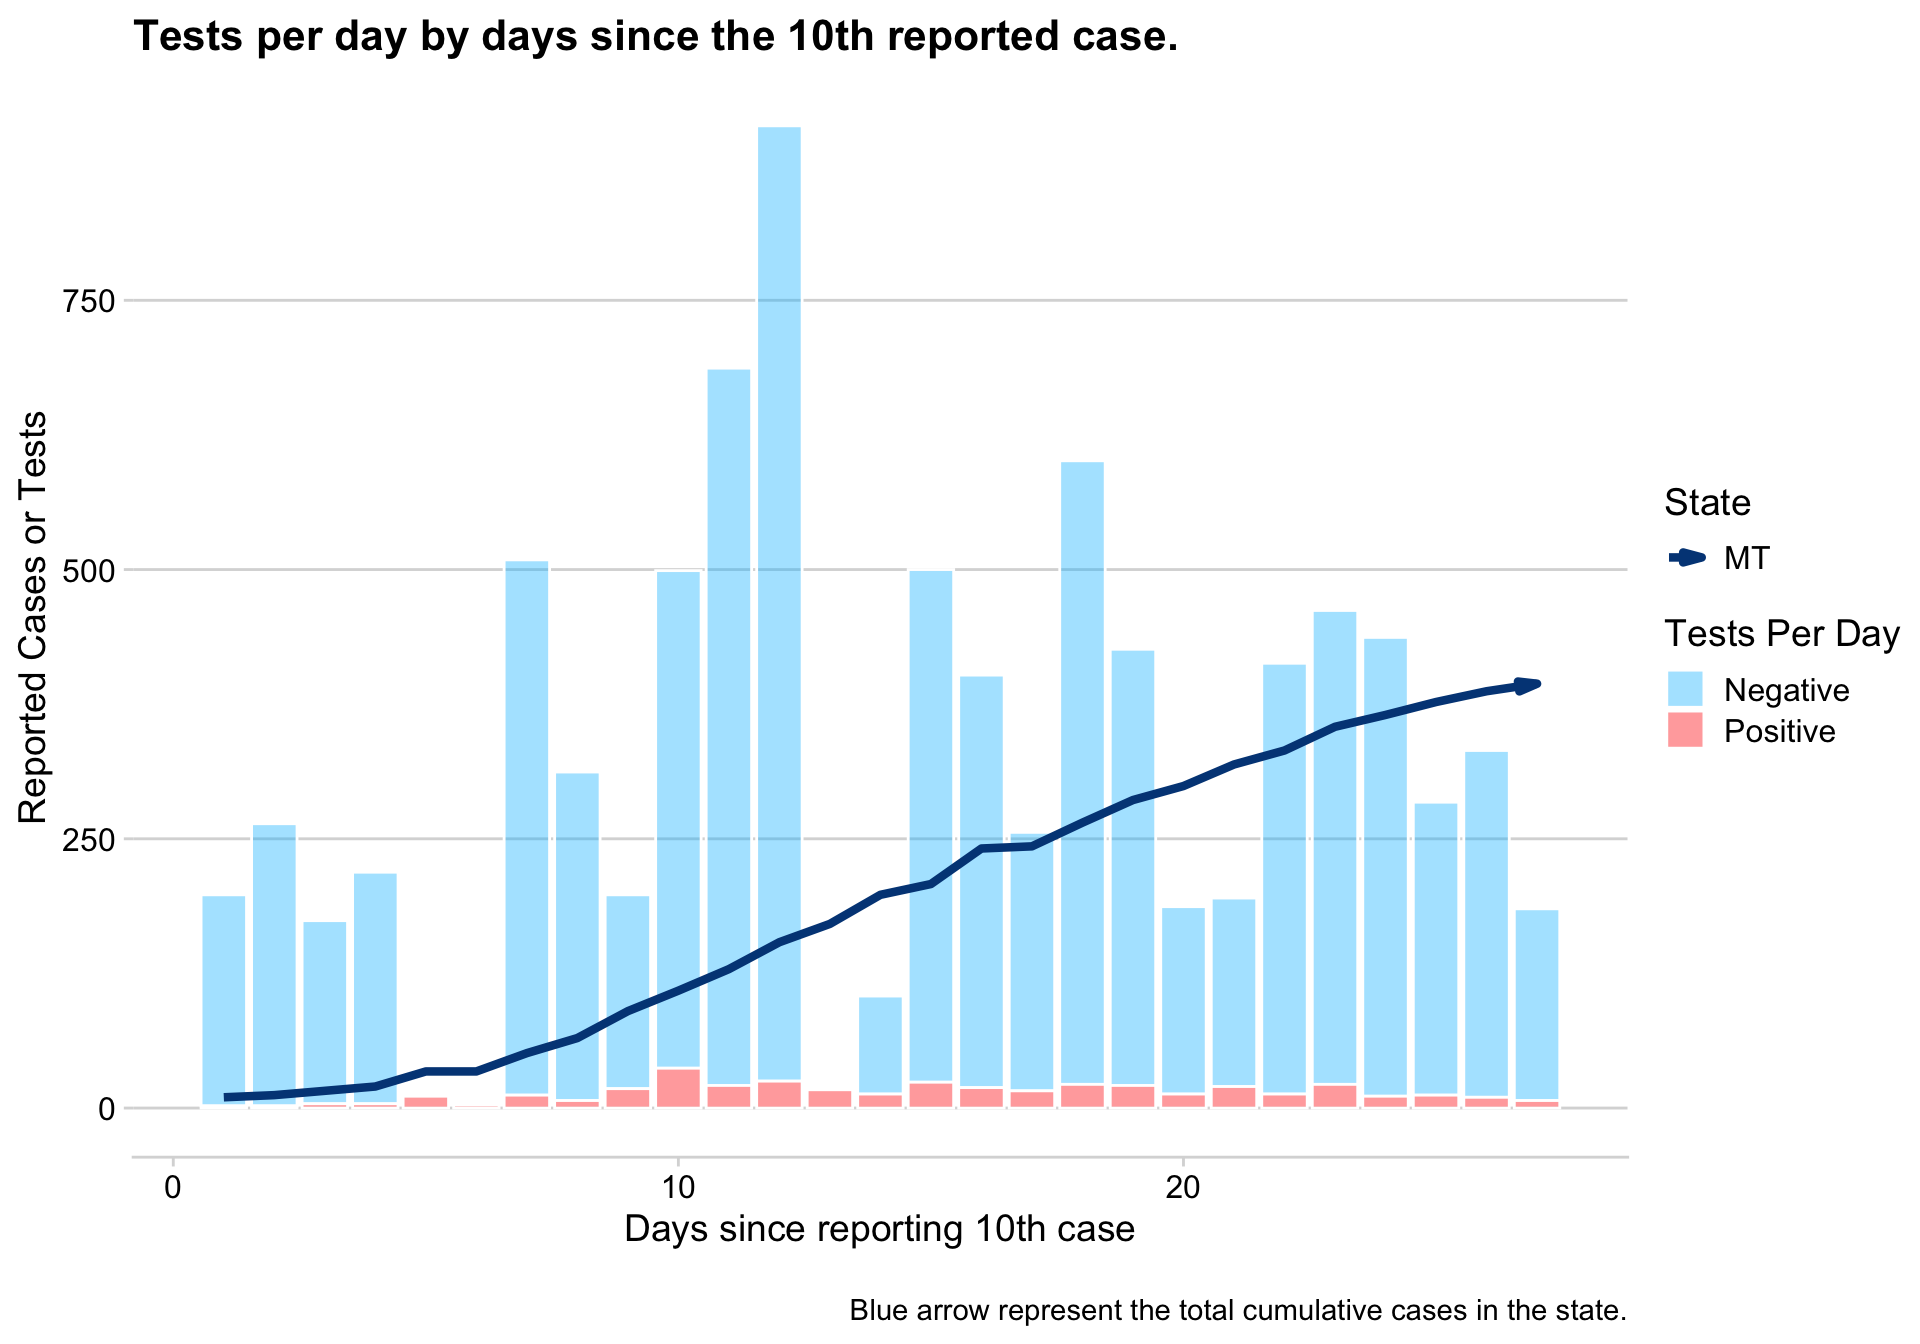 Tests per day by days since the 10th reported case.
Reported Cases or Tests
750
500
250
0
0
10
20
Days since reporting 10th case
State
MT
Tests Per Day
Negative
Positive
Blue arrow represent the total cumulative cases in the state.